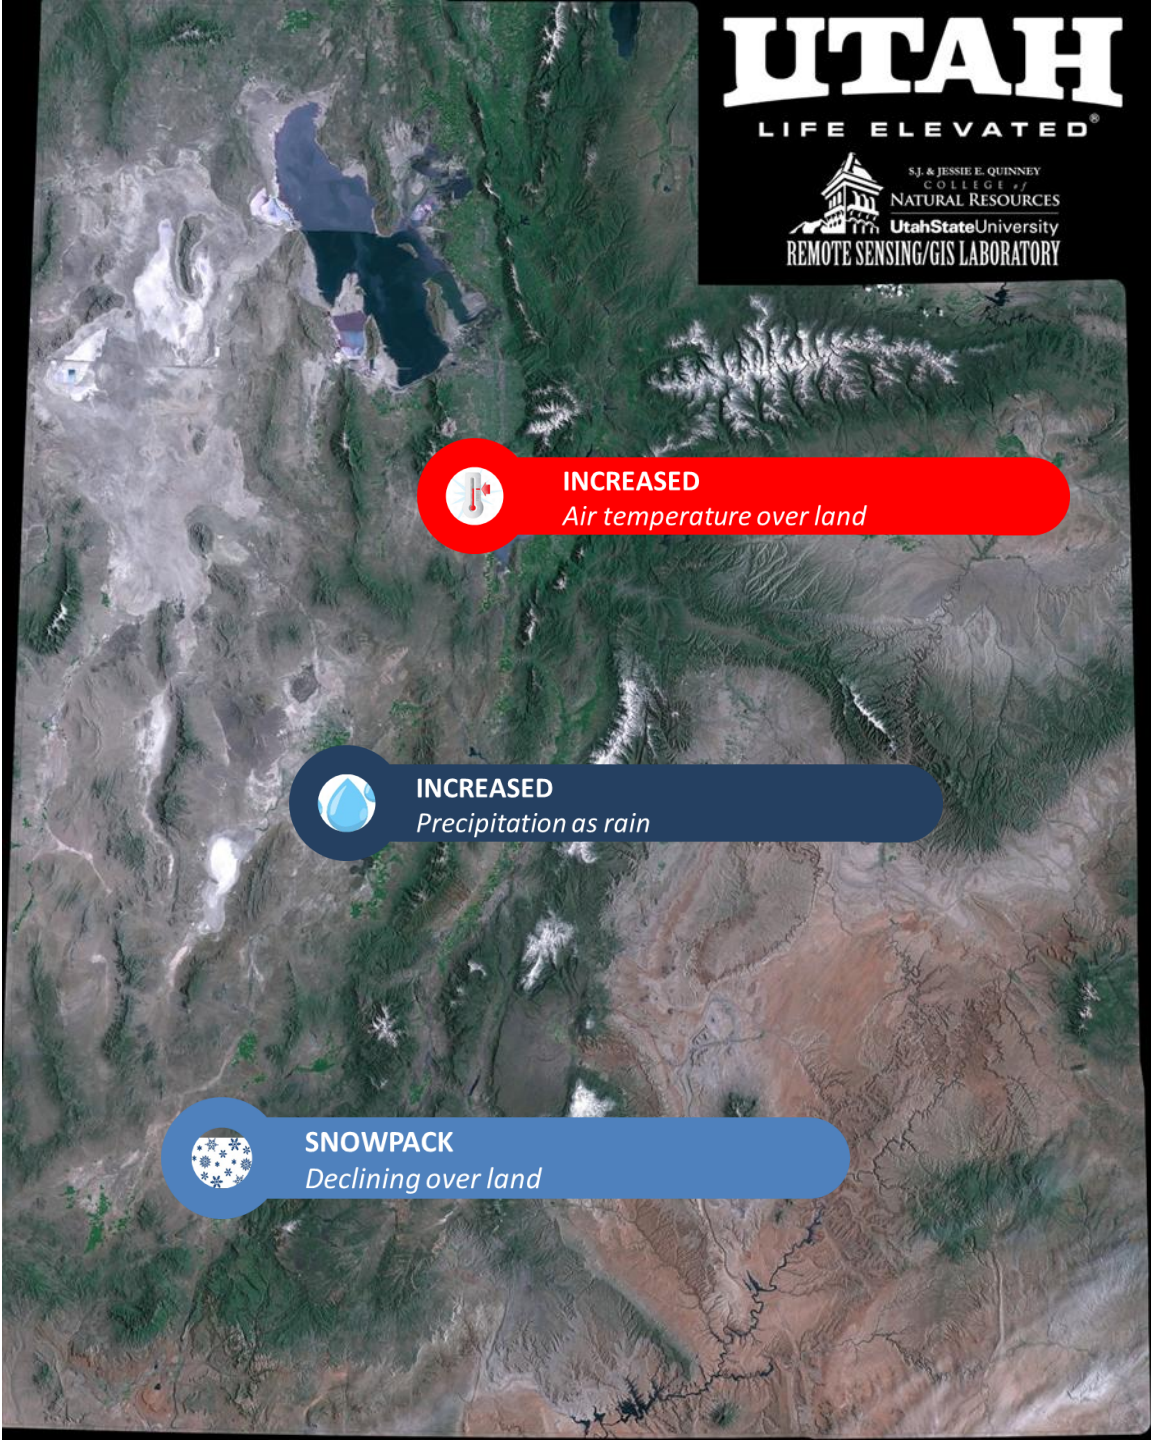 UTAH
LIFE ELEVATED®
S.J. & JESSIE E. QUINNEY
COLLEGE of
NATURAL RESOURCES
UtahStateUniversity
REMOTE SENSING/GIS LABORATORY
INCREASED
Air temperature over land
INCREASED
Precipitation as rain
SNOWPACK
Declining over land